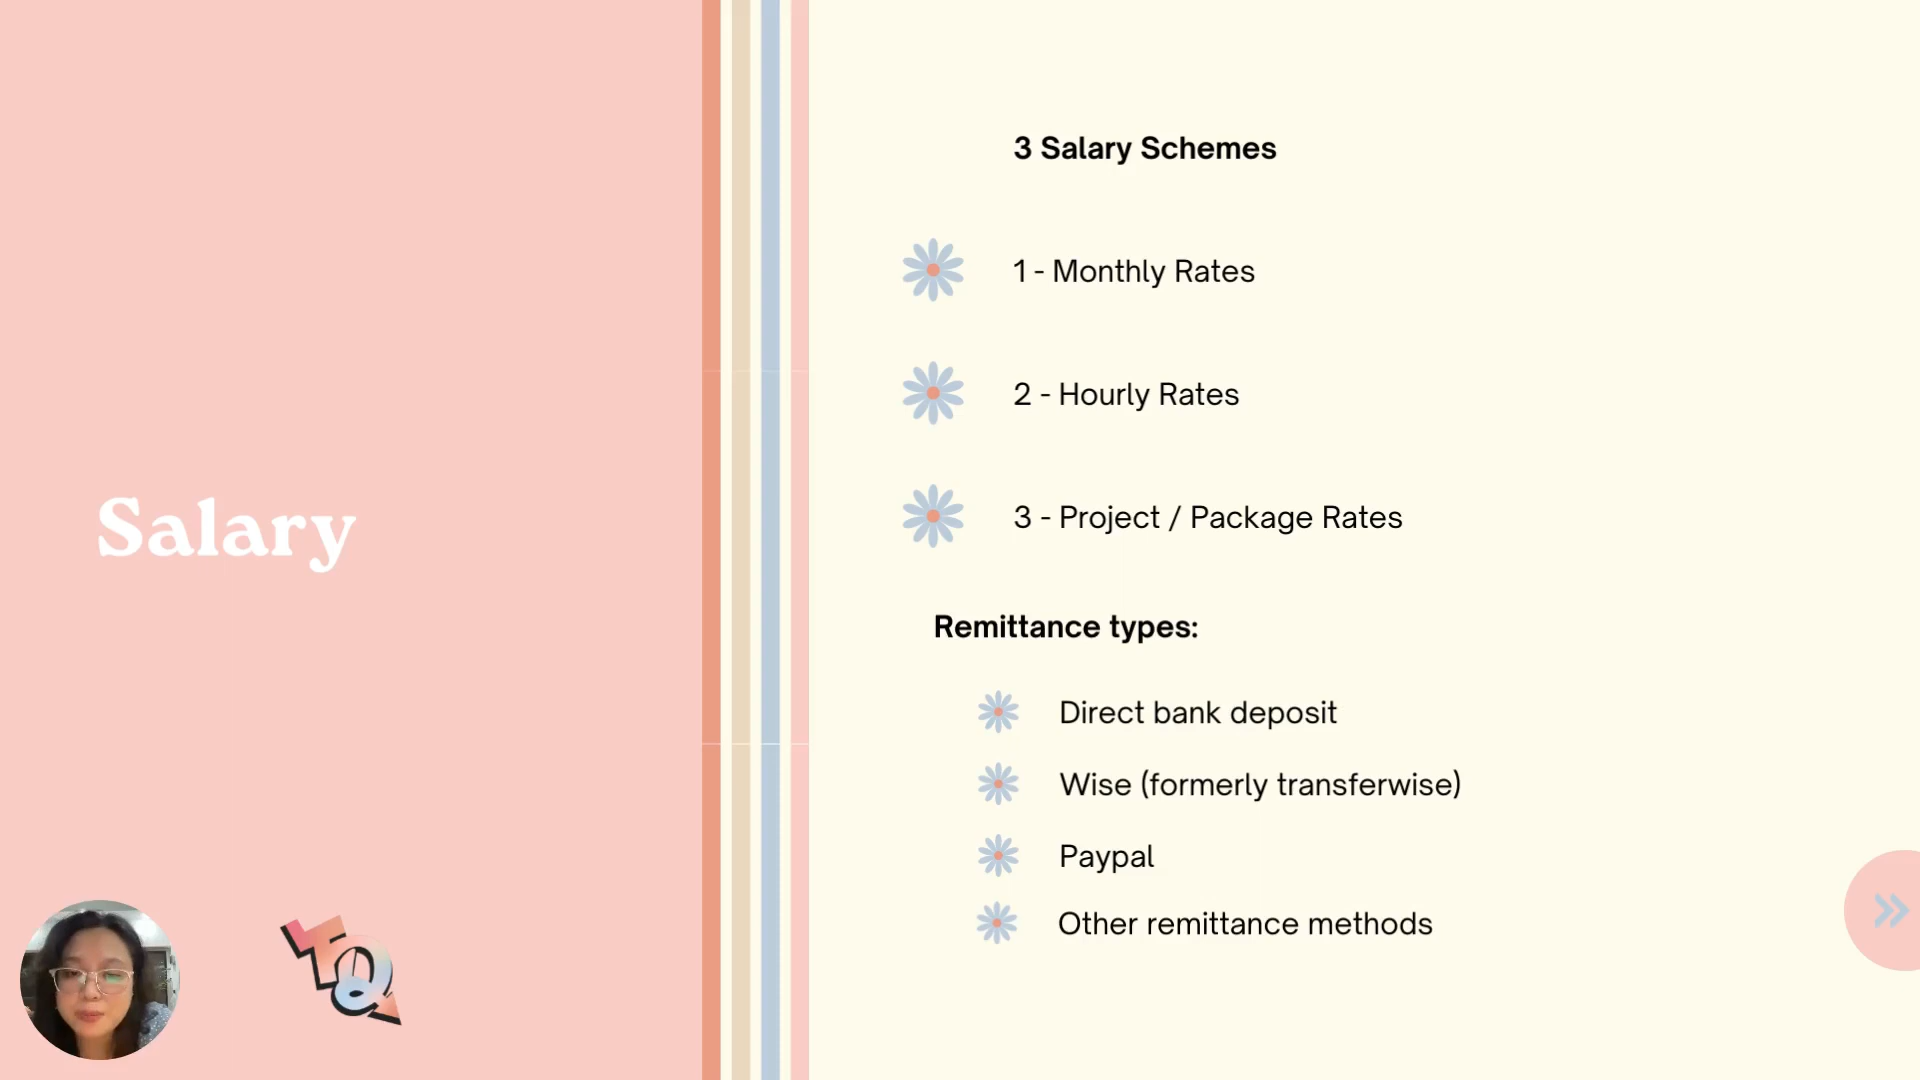 Salary
3 Salary Schemes
1 - Monthly Rates
2 - Hourly Rates
3 - Project / Package Rates
Remittance types:
Direct bank deposit
Wise (formerly transferwise)
Paypal
Other remittance methods
TQ